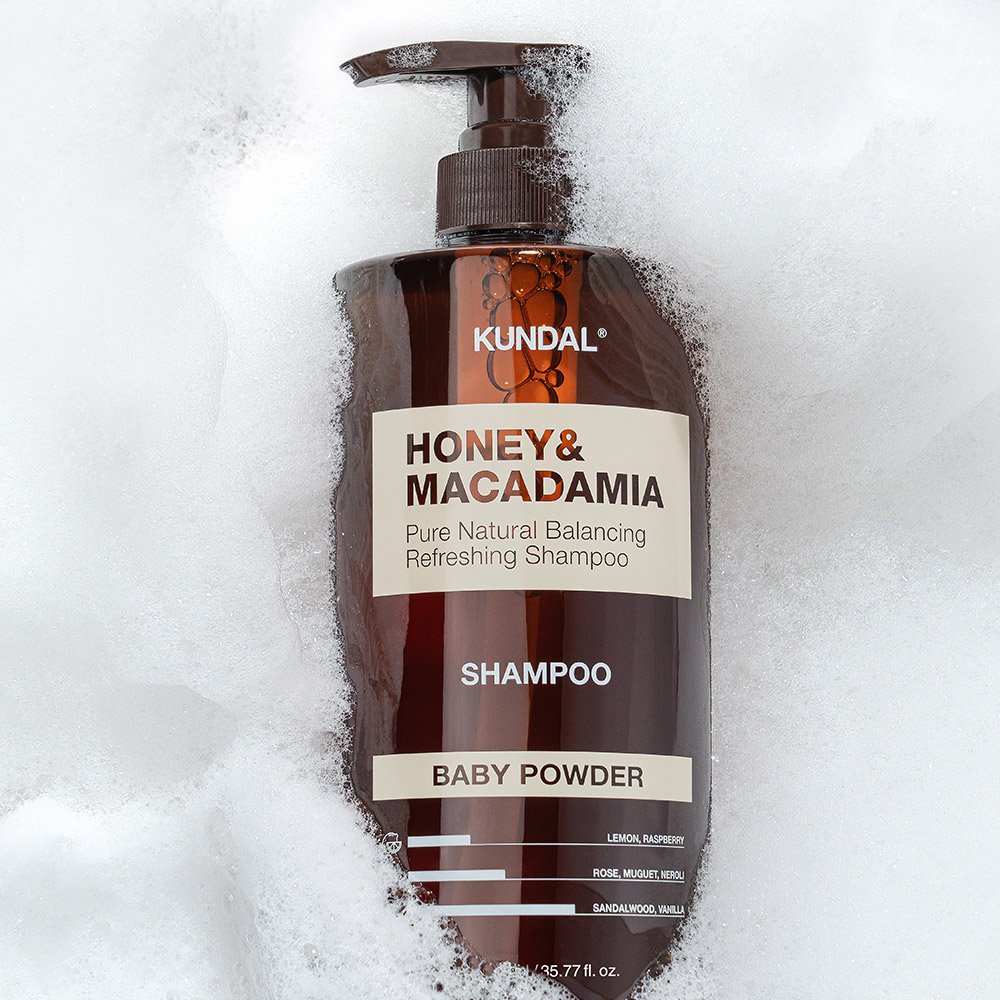 KUNDAL®
HONEY&
MACADAMIA
Pure Natural Balancing
Refreshing Shampoo
SHAMPOO
BABY POWDER
LEMON, RASPBERRY
ROSE, MUGUET, NEROLI
SANDALWOOD, VANILLA
/35.77 fl. oz.